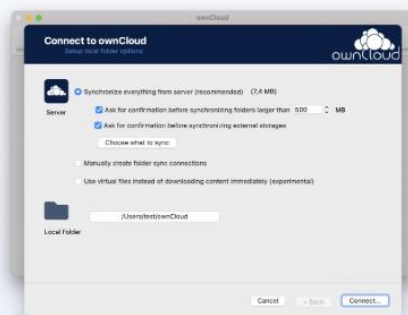 ownCloud
Connect to ownCloud
Setup local folder options
ownCloud
Synchronize everything from server (recommended) (7,4 MB)
Server
Ask for confirmation before synchronizing folders larger than 500 MB
Ask for confirmation before synchronizing external storages
Choose what to sync
Manually create folder sync connections
Use virtual files instead of downloading content immediately (experimental)
/Users/test/ownCloud
Local Folder
Cancel < Back Connect...